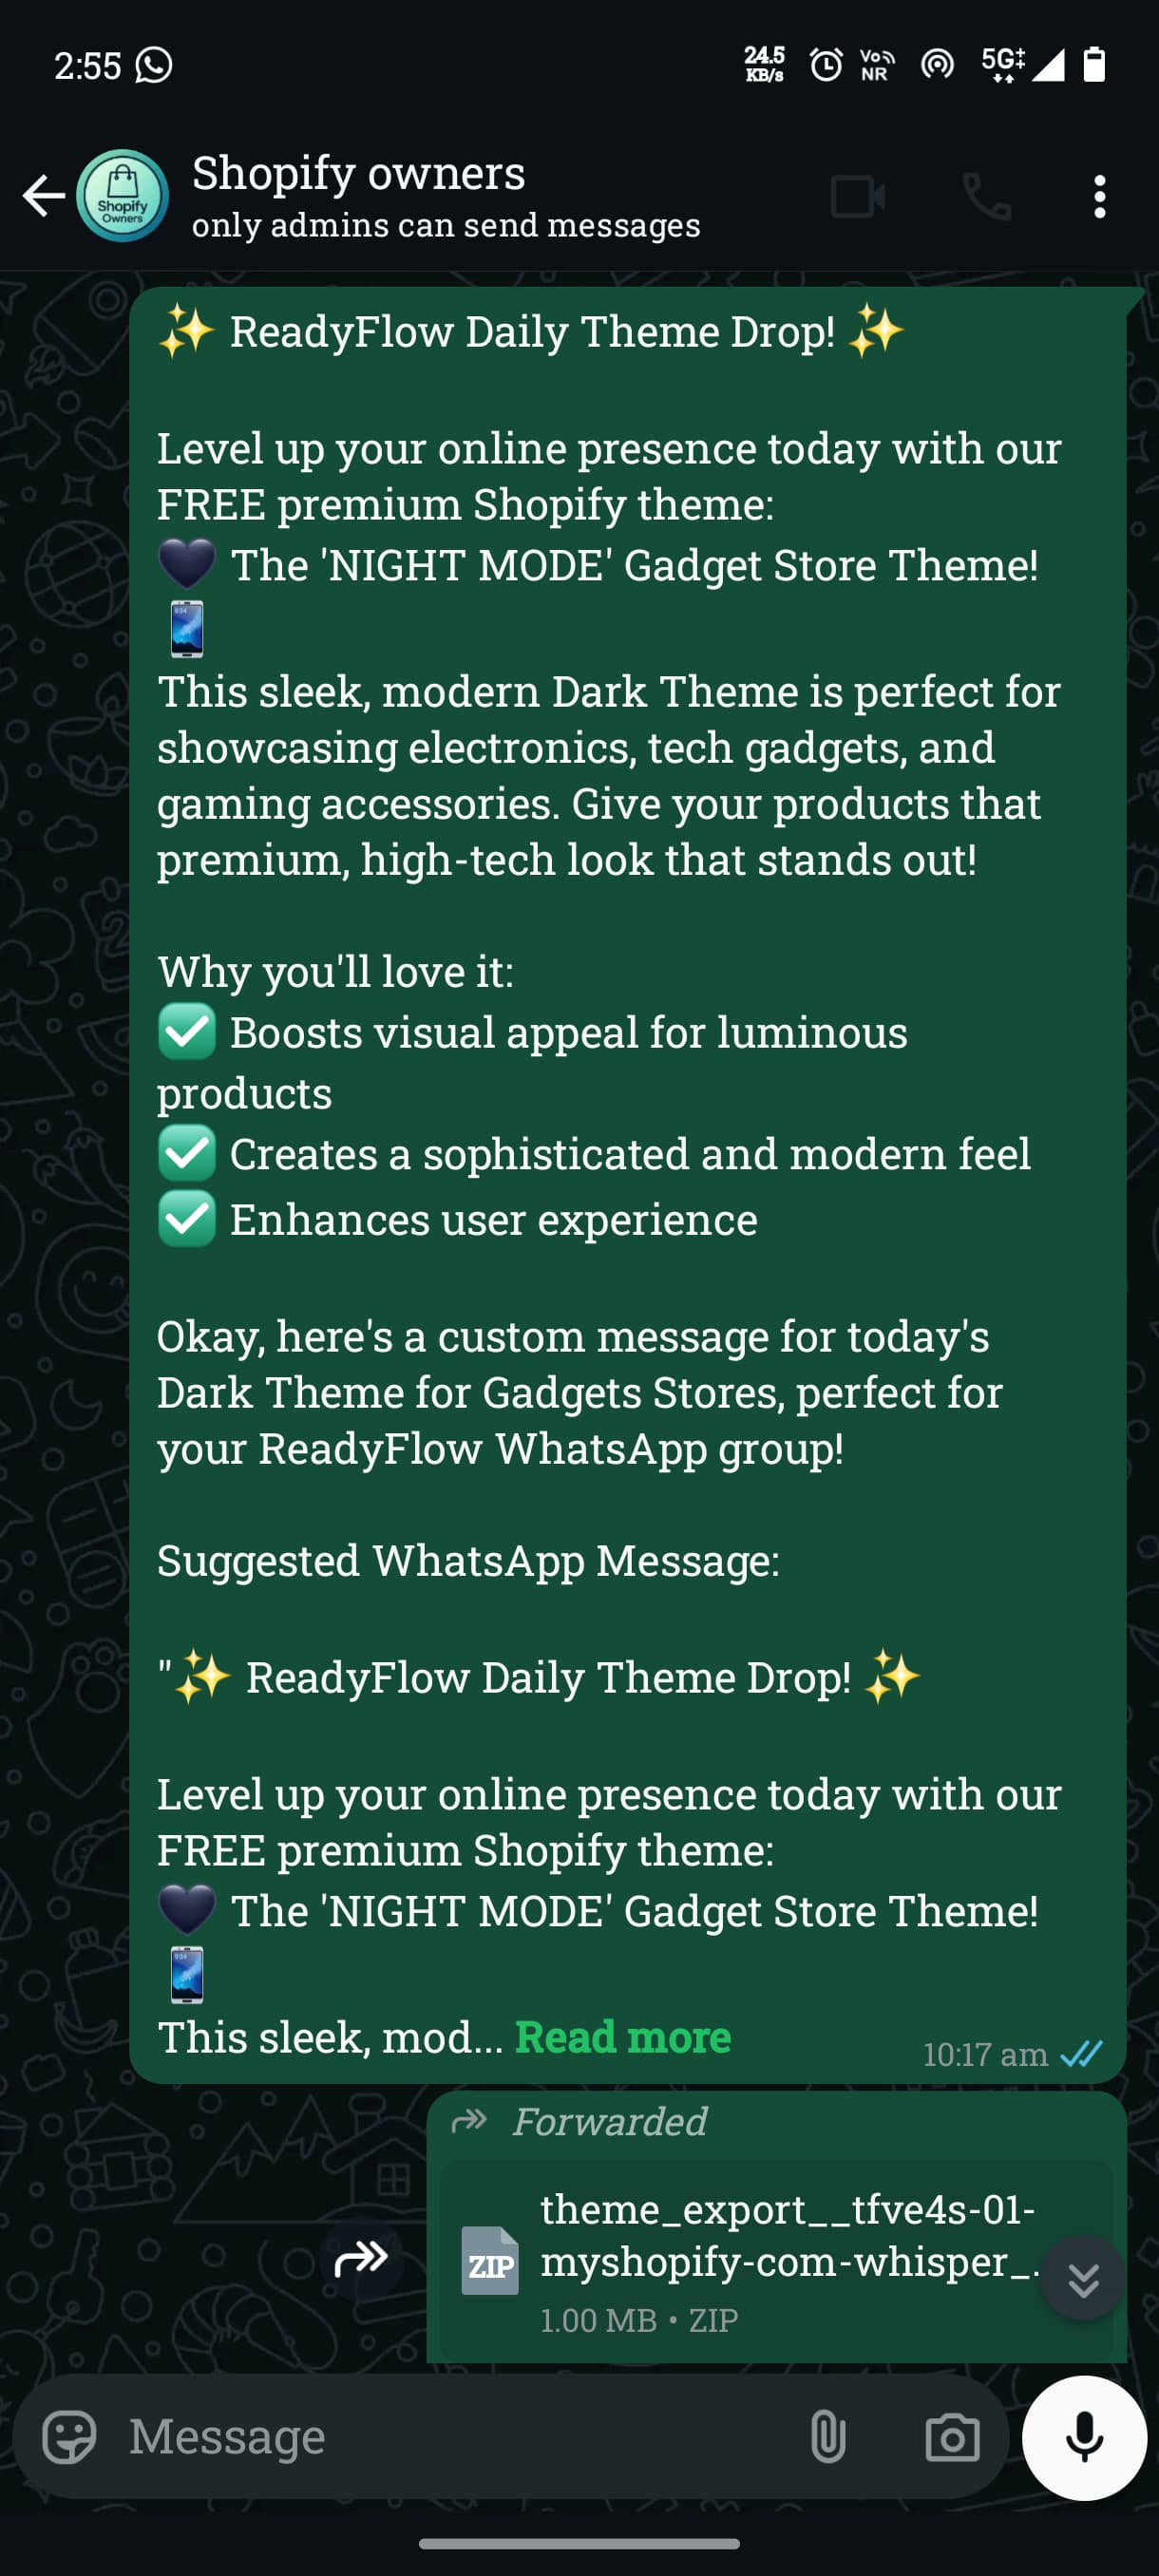 2:55
24.5
KB/s
Vo
NR
5G
Shopify
Owners
Shopify owners
only admins can send messages
✨ ReadyFlow Daily Theme Drop! ✨
Level up your online presence today with our
FREE premium Shopify theme:
🖤 The 'NIGHT MODE' Gadget Store Theme!
📱
This sleek, modern Dark Theme is perfect for
showcasing electronics, tech gadgets, and
gaming accessories. Give your products that
premium, high-tech look that stands out!
Why you'll love it:
✅ Boosts visual appeal for luminous
products
✅ Creates a sophisticated and modern feel
✅ Enhances user experience
Okay, here's a custom message for today's
Dark Theme for Gadgets Stores, perfect for
your ReadyFlow WhatsApp group!
Suggested WhatsApp Message:
"✨ ReadyFlow Daily Theme Drop! ✨
Level up your online presence today with our
FREE premium Shopify theme:
🖤 The 'NIGHT MODE' Gadget Store Theme!
📱
This sleek, mod... Read more
10:17 am
Forwarded
ZIP
theme_export__tfve4s-01-
myshopify-com-whisper_.
1.00 MB • ZIP
Message